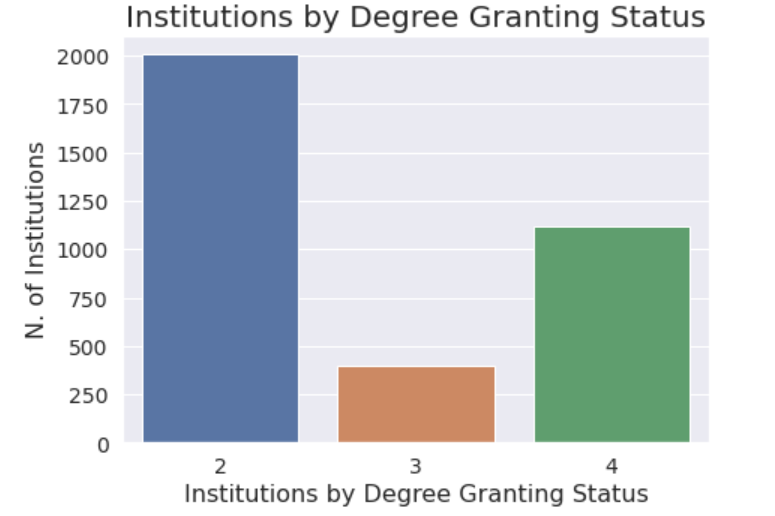 Institutions by Degree Granting Status
N. of Institutions
2000
1750
1500
1250
1000
750
500
250
0
2 3 4
Institutions by Degree Granting Status